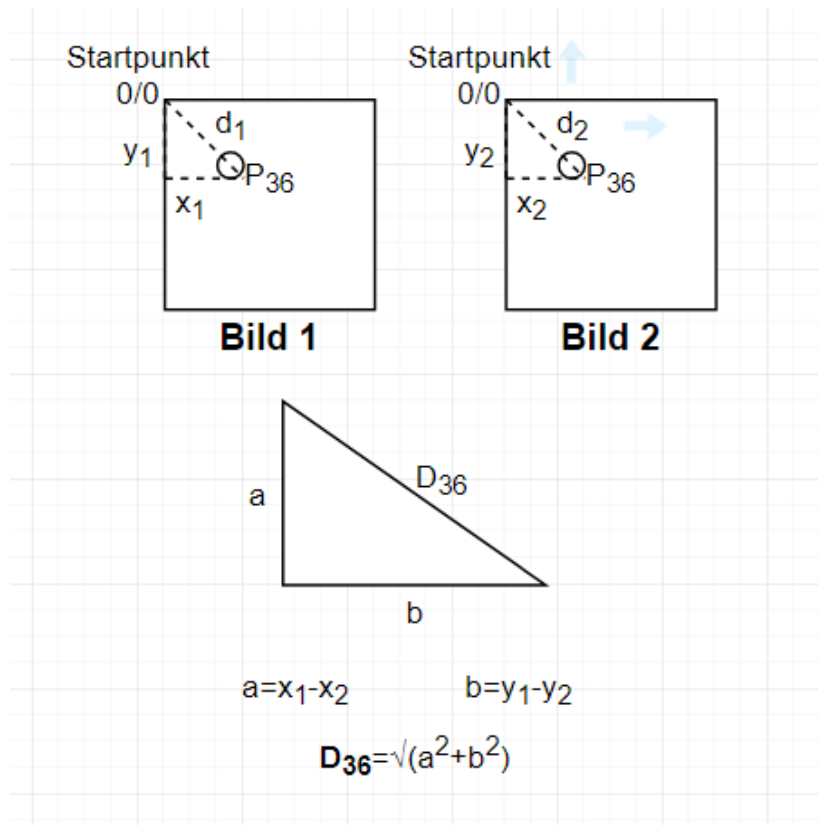 Startpunkt Startpunkt
0/0 0/0
d₁ d₂
y₁ y₂
P₃₆ P₃₆
x₁ x₂
Bild 1 Bild 2
D₃₆
a
b
a=x₁-x₂ b=y₁-y₂
D₃₆=√(a²+b²)